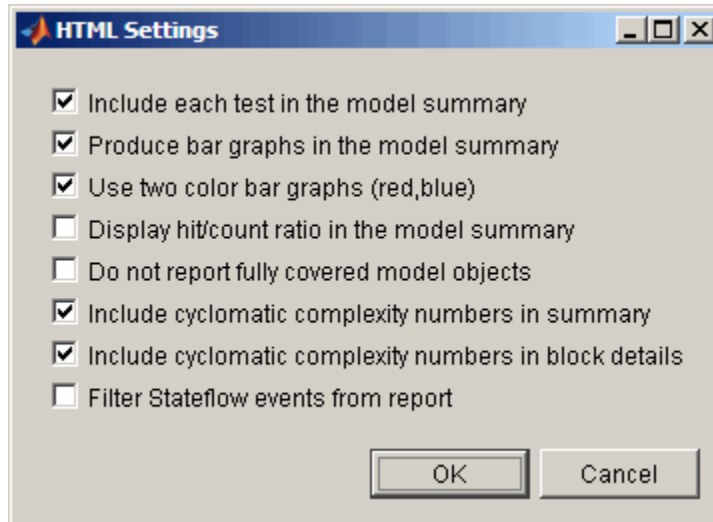 HTML Settings
Include each test in the model summary
Produce bar graphs in the model summary
Use two color bar graphs (red,blue)
Display hit/count ratio in the model summary
Do not report fully covered model objects
Include cyclomatic complexity numbers in summary
Include cyclomatic complexity numbers in block details
Filter Stateflow events from report
OK Cancel